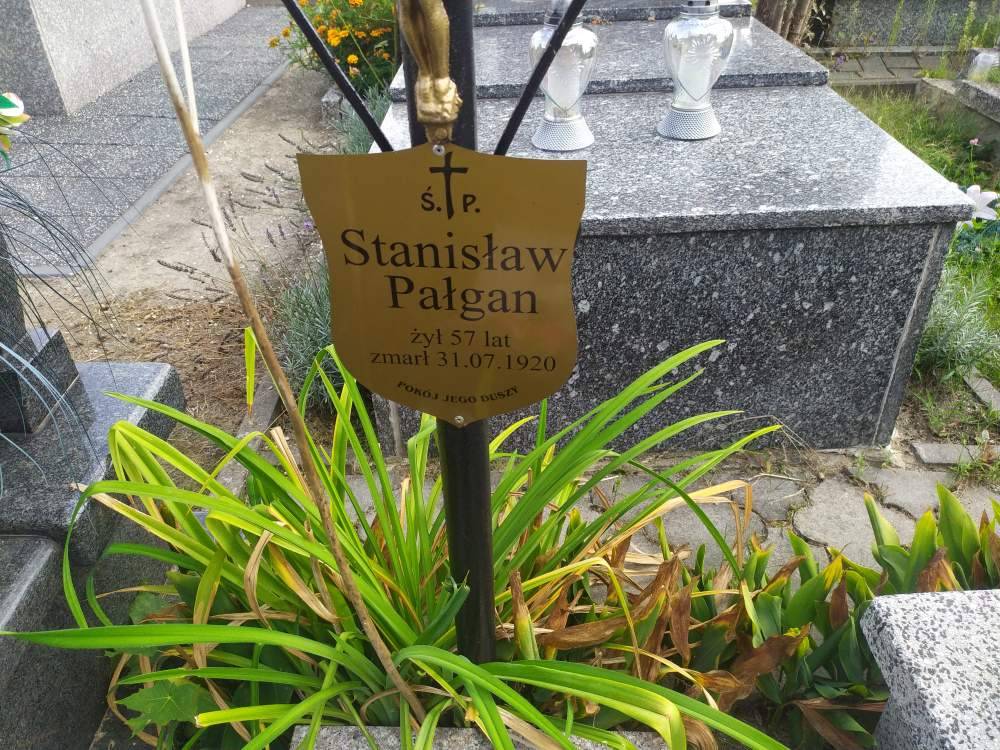 Ś. P.
Stanisław
Pałgan
żył 57 lat
zmarł 31.07.1920
POKÓJ JEGO DUSZY